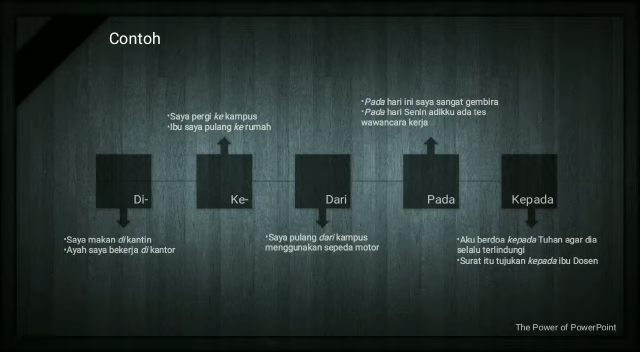 Contoh
•Saya pergi ke kampus
•Ibu saya pulang ke rumah
•Pada hari ini saya sangat gembira
•Pada hari Senin adikku ada tes
wawancara kerja
Di-
Ke-
Dari
Pada
Kepada
•Saya makan di kantin
•Ayah saya bekerja di kantor
•Saya pulang dari kampus
menggunakan sepeda motor
•Aku berdoa kepada Tuhan agar dia
selalu terlindungi
•Surat itu tujukan kepada Ibu Dosen
The Power of PowerPoint